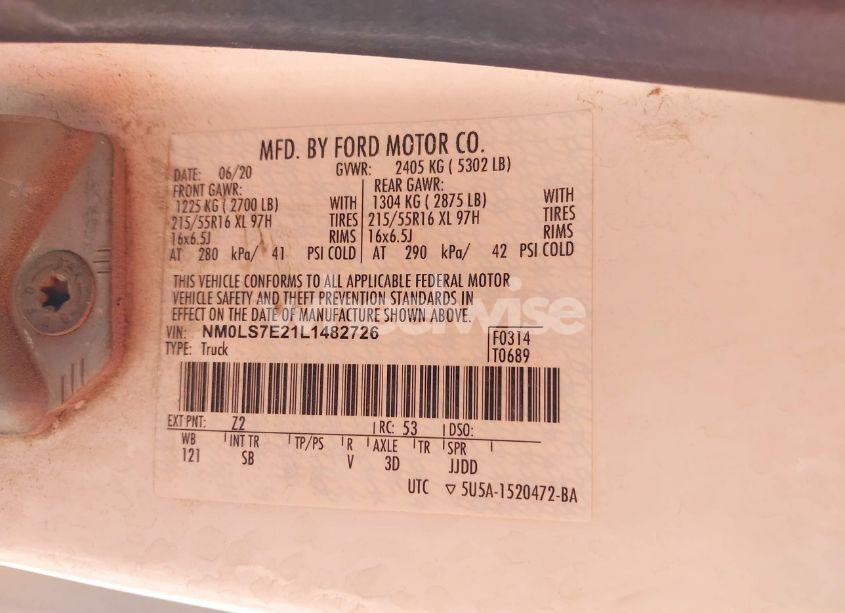 MFD. BY FORD MOTOR CO.
DATE: 06/20 GVWR: 2405 KG ( 5302 LB)
FRONT GAWR: REAR GAWR:
1225 KG ( 2700 LB) WITH 1304 KG ( 2875 LB) WITH
215/55R16 XL 97H TIRES 215/55R16 XL 97H TIRES
16x6.5J RIMS 16x6.5J RIMS
AT 280 kPa/ 41 PSI COLD AT 290 kPa/ 42 PSI COLD
THIS VEHICLE CONFORMS TO ALL APPLICABLE FEDERAL MOTOR
VEHICLE SAFETY AND THEFT PREVENTION STANDARDS IN
EFFECT ON THE DATE OF MANUFACTURE SHOWN ABOVE.
VIN: NM0LS7E21L1482726 F0314
TYPE: Truck T0689
EXT PNT: Z2 RC: 53 DSO:
WB INT TR TP/PS R AXLE TR SPR
121 SB V 3D JJDD
UTC ▽ 5U5A-1520472-BA